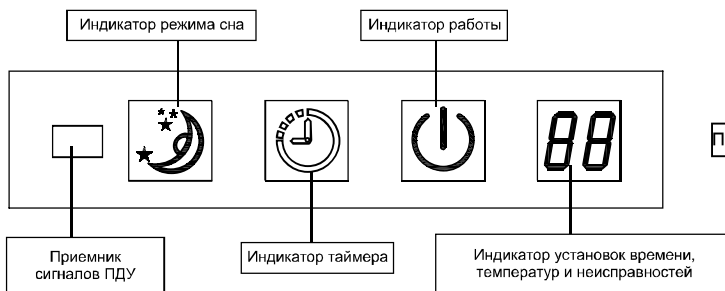 Индикатор режима сна
Индикатор работы
88
П
Приемник
сигналов ПДУ
Индикатор таймера
Индикатор установок времени,
температур и неисправностей